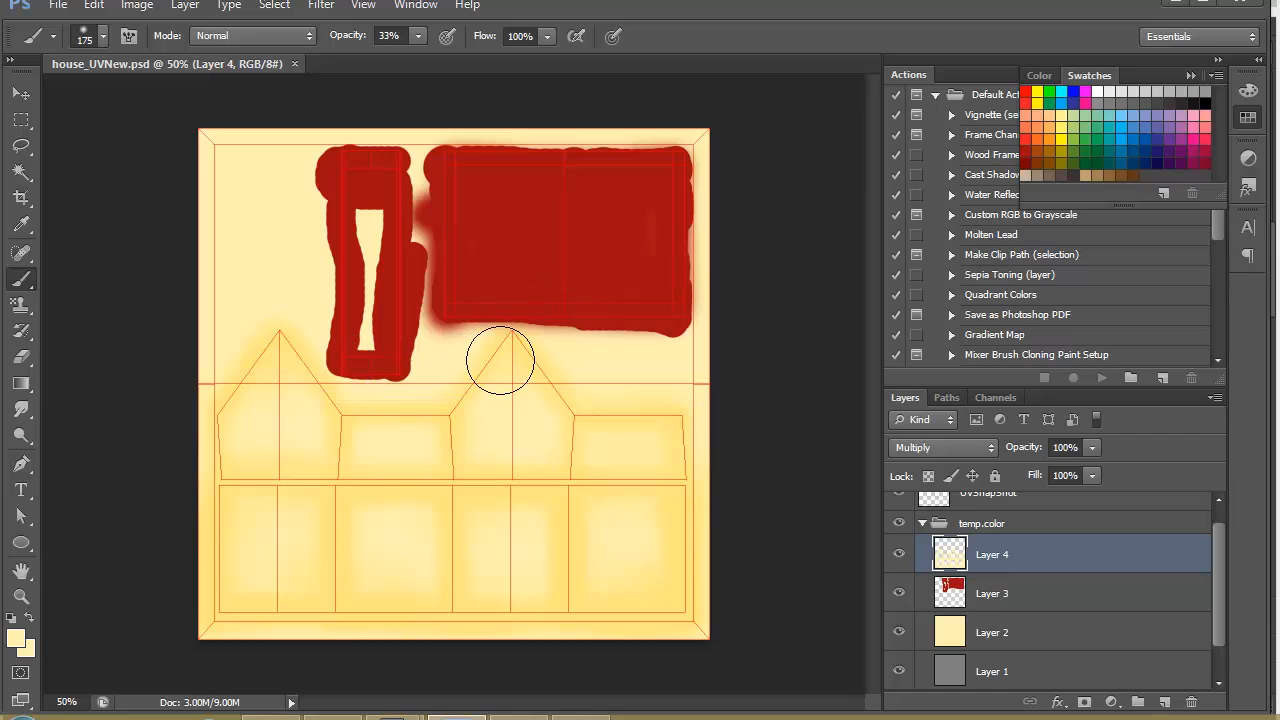 PS File Edit Image Layer Type Select Filter View Window Help
175 Mode: Normal Opacity: 33% Flow: 100% Essentials
house_UVNew.psd @ 50% (Layer 4, RGB/8#) ×
Actions
Color Swatches
Default Act
Vignette (se
Frame Chan
Wood Frame
Cast Shadow
Water Reflec
Custom RGB to Grayscale
Molten Lead
Make Clip Path (selection)
Sepia Toning (layer)
Quadrant Colors
Save as Photoshop PDF
Gradient Map
Mixer Brush Cloning Paint Setup
Layers Paths Channels
Kind
Multiply Opacity: 100%
Lock: Fill: 100%
UVSnapShot
temp.color
Layer 4
Layer 3
Layer 2
Layer 1
50% Doc: 3.00M/9.00M